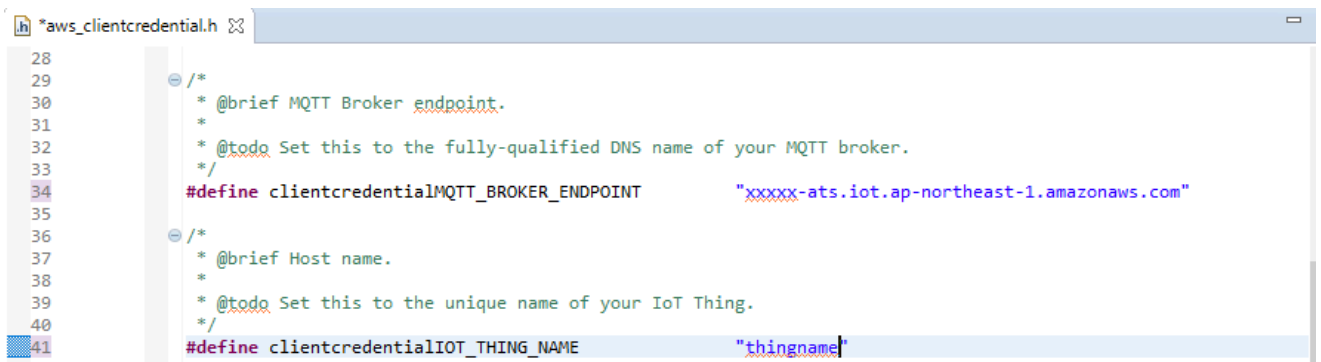 *aws_clientcredential.h
28
29 /*
30 * @brief MQTT Broker endpoint.
31 *
32 * @todo Set this to the fully-qualified DNS name of your MQTT broker.
33 */
34 #define clientcredentialMQTT_BROKER_ENDPOINT "xxxxx-ats.iot.ap-northeast-1.amazonaws.com"
35
36 /*
37 * @brief Host name.
38 *
39 * @todo Set this to the unique name of your IoT Thing.
40 */
41 #define clientcredentialIOT_THING_NAME "thingname"